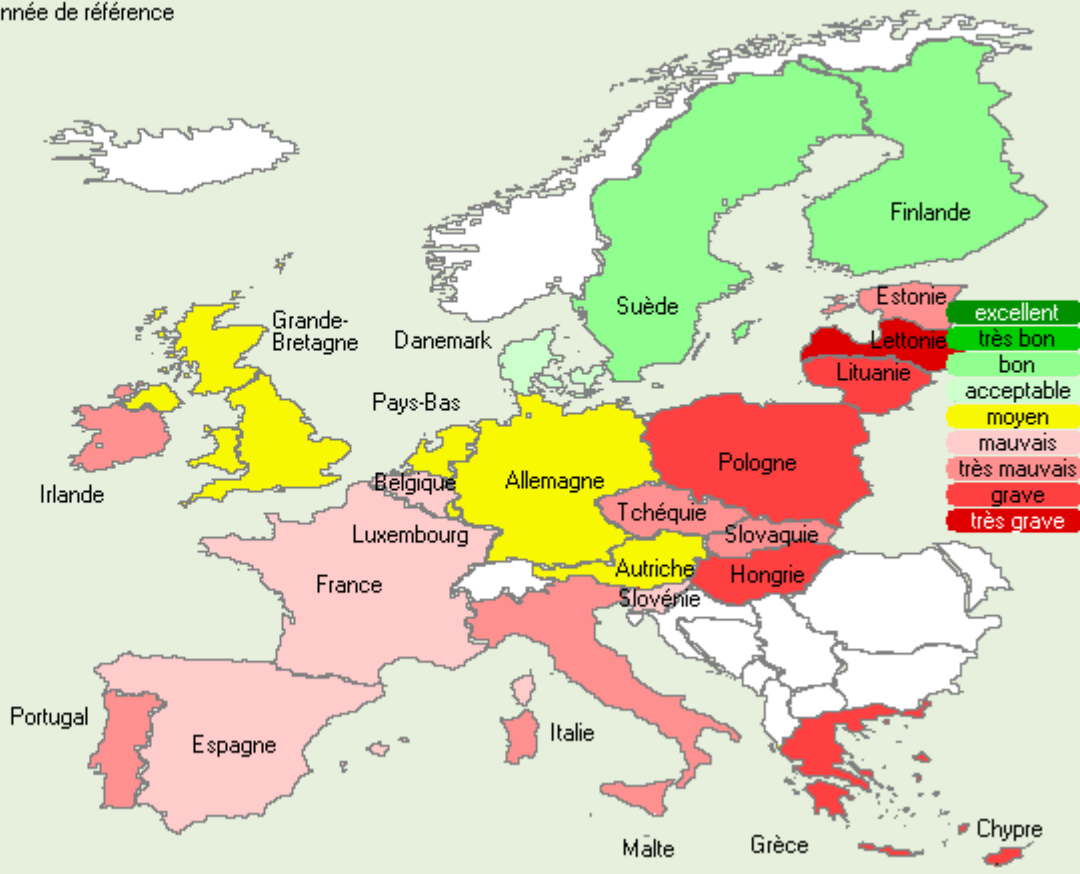 nnée de référence
Finlande
Suède
Estonie
excellent
Grande-
Bretagne
Danemark
Lettonie
très bon
bon
Lituanie
acceptable
Pays-Bas
moyen
mauvais
Pologne
très mauvais
Belgique
Allemagne
Irlande
grave
Tchéquie
très grave
Luxembourg
Slovaquie
Autriche
Hongrie
France
Slovénie
Portugal
Italie
Espagne
Chypre
Malte
Grèce